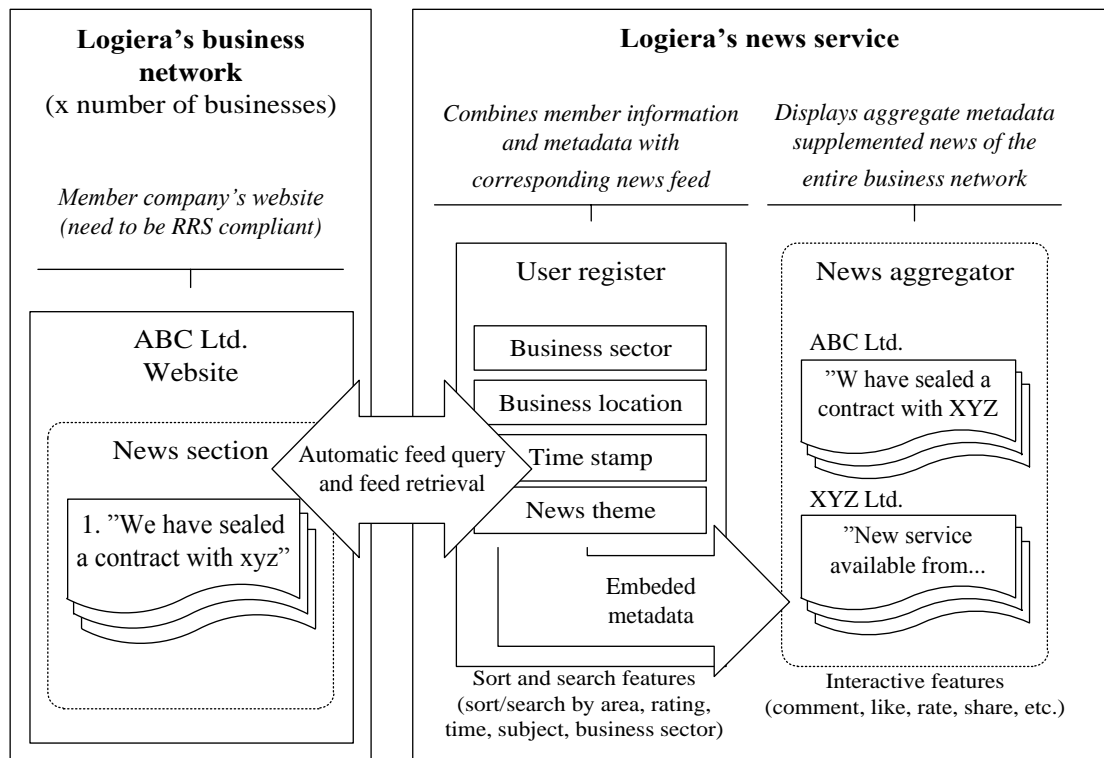 Logiera’s business
network
(x number of businesses)
Member company’s website
(need to be RRS compliant)
ABC Ltd.
Website
News section
1. ”We have sealed
a contract with xyz”
Automatic feed query
and feed retrieval
Logiera’s news service
Combines member information
and metadata with
corresponding news feed
Displays aggregate metadata
supplemented news of the
entire business network
User register
Business sector
Business location
Time stamp
News theme
Embeded
metadata
Sort and search features
(sort/search by area, rating,
time, subject, business sector)
News aggregator
ABC Ltd.
”W have sealed a
contract with XYZ
XYZ Ltd.
”New service
available from...
Interactive features
(comment, like, rate, share, etc.)